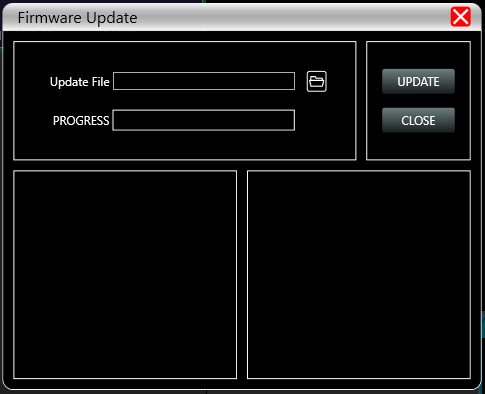 Firmware Update
Update File
UPDATE
PROGRESS
CLOSE